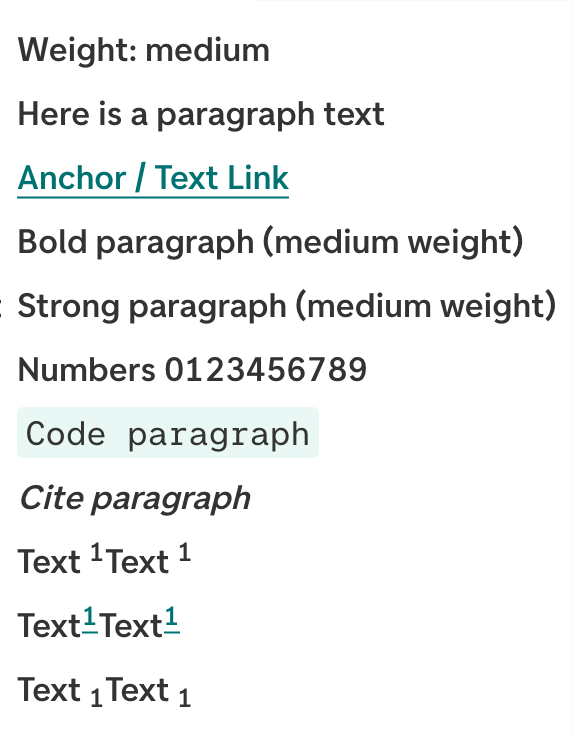 Weight: medium
Here is a paragraph text
Anchor / Text Link
Bold paragraph (medium weight)
Strong paragraph (medium weight)
Numbers 0123456789
Code paragraph
Cite paragraph
Text ¹Text ¹
Text¹Text¹
Text ₁Text ₁